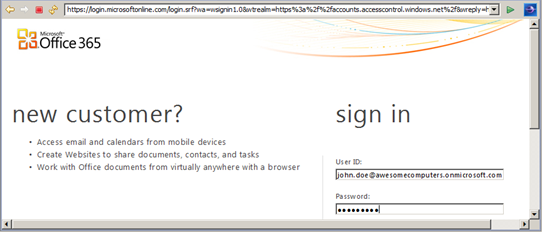 https://login.microsoftonline.com/login.srf?wa=wsignin1.0&wtrealm=https%3a%2f%2faccounts.accesscontrol.windows.net%2f&wreply=h
Microsoft
Office 365
new customer?
• Access email and calendars from mobile devices
• Create Websites to share documents, contacts, and tasks
• Work with Office documents from virtually anywhere with a browser
sign in
User ID:
john.doe@awesomecomputers.onmicrosoft.com
Password:
•••••••••